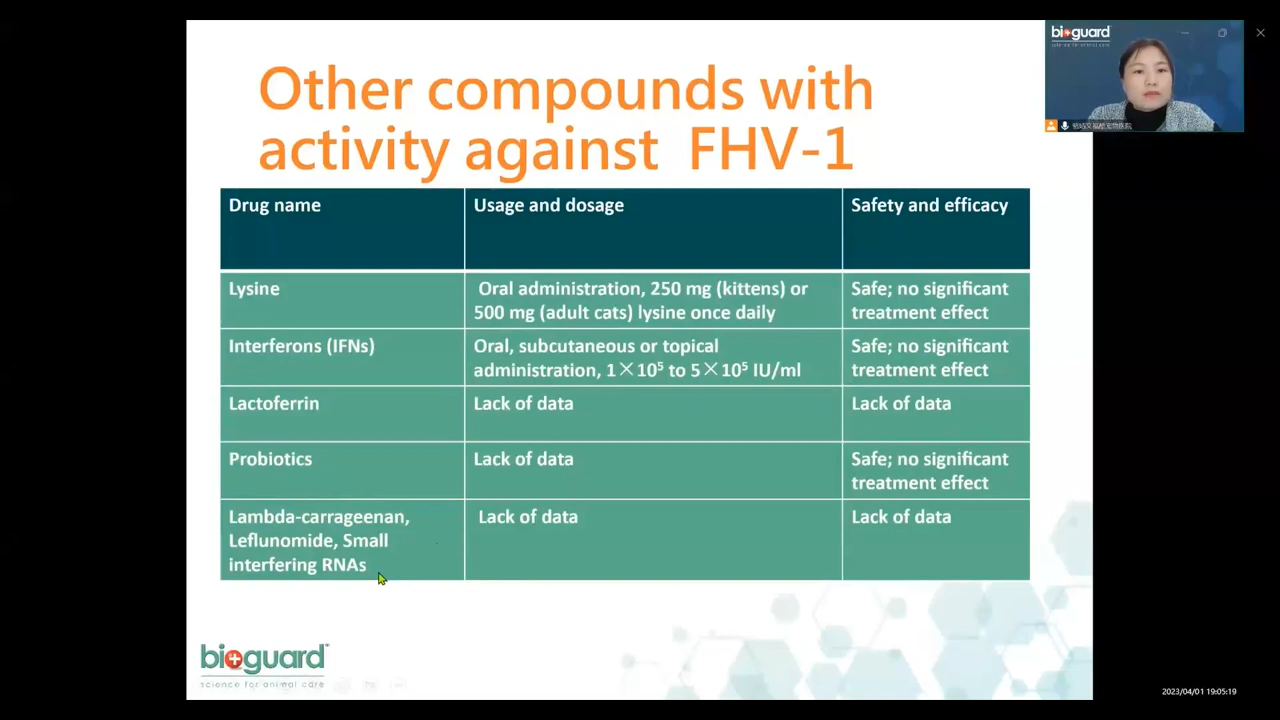 Other compounds with
activity against FHV-1
Drug name
Usage and dosage
Safety and efficacy
Lysine
Oral administration, 250 mg (kittens) or
500 mg (adult cats) lysine once daily
Safe; no significant
treatment effect
Interferons (IFNs)
Oral, subcutaneous or topical
administration, 1×10⁵ to 5×10⁵ IU/ml
Safe; no significant
treatment effect
Lactoferrin
Lack of data
Lack of data
Probiotics
Lack of data
Safe; no significant
treatment effect
Lambda-carrageenan,
Leflunomide, Small
interfering RNAs
Lack of data
Lack of data
bioguard
science for animal care
bioguard
science for animal care
2023/04/01 19:05:19